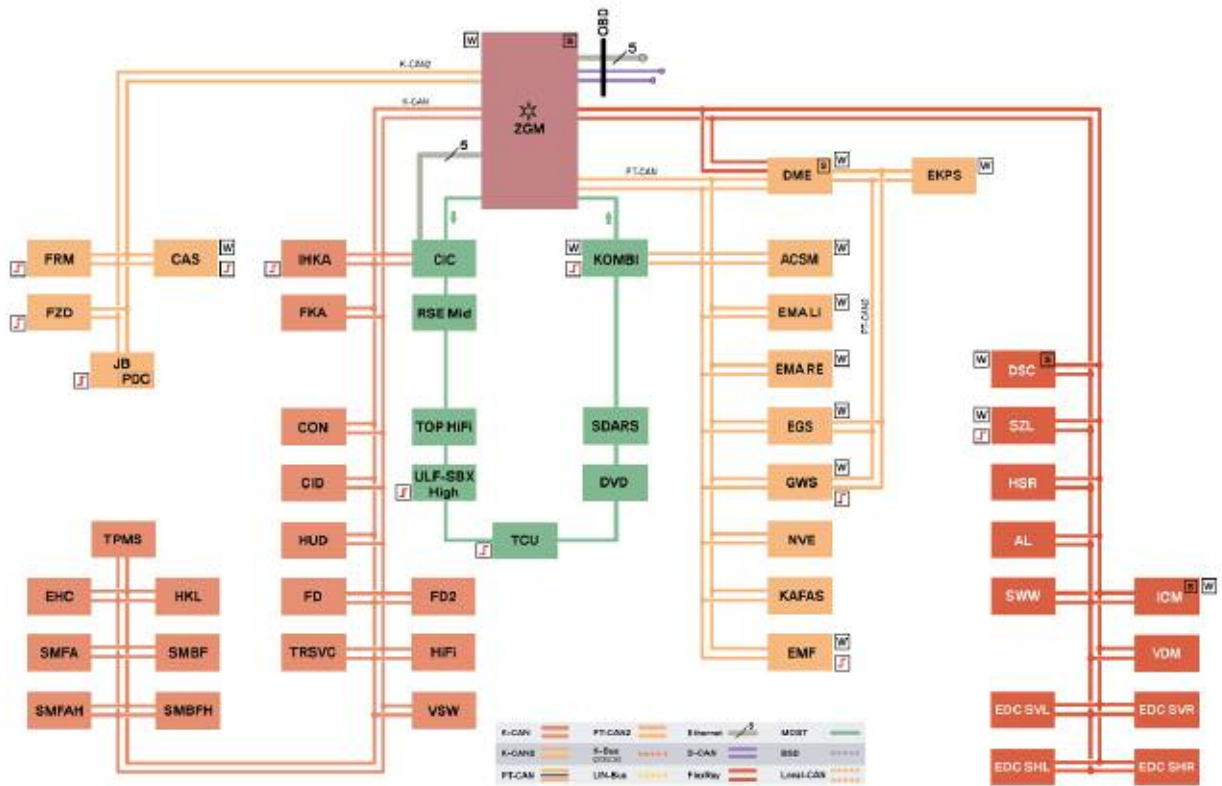 OBD
W
S
5
K-CAN2
K-CAN
ZGM
5
PT-CAN
DME
S
W
EKPS
W
FRM
CAS
W
IHKA
CIC
W
KOMBI
ACSM
W
FZD
FKA
RSE Mid
EMALI
W
PT-CAN2
JB
PDC
EMARE
W
W
DSC
S
CON
TOP HiFi
SDARS
EGS
W
W
SZL
CID
ULF-SBX
High
DVD
GWS
W
HSR
TPMS
HUD
TCU
NVE
AL
EHC
HKL
FD
FD2
KAFAS
SWW
ICM
S
W
SMFA
SMBF
TRSVC
HiFi
EMF
W
VDM
SMFAH
SMBFH
VSW
EDC SVL
EDC SVR
K-CAN
PT-CAN2
Ethernet
5
MOST
K-CAN2
K-Bus
D-CAN
BSD
PT-CAN
LIN-Bus
FlexRay
Local-CAN
EDC SHL
EDC SHR